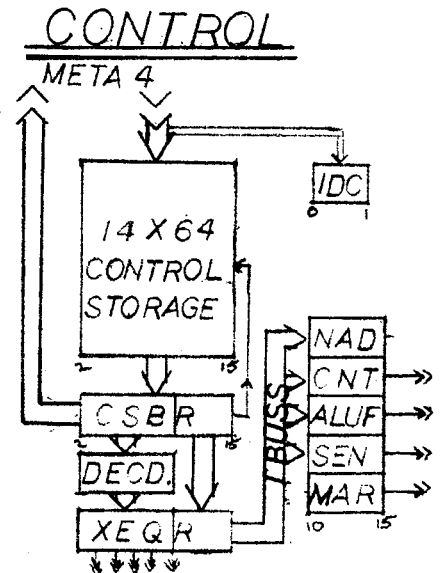 CONTROL
META 4
IDC
0 1
14 X 64
CONTROL
STORAGE
2 15
NAD
CNT
ALUF
SEN
MAR
10 15
TBUSS
CSBR
2 15
DECD.
XEQR